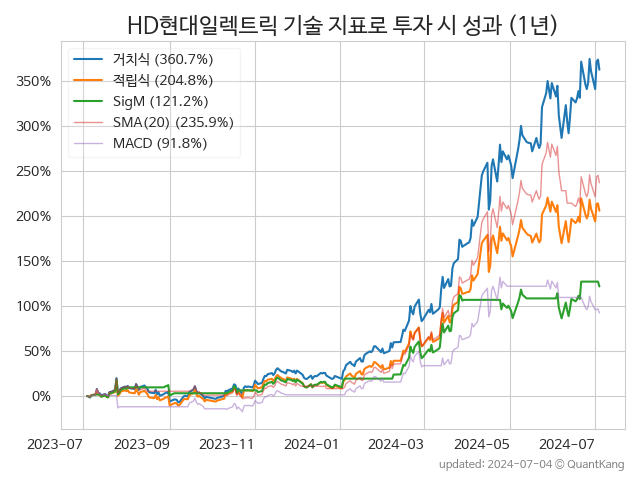 HD현대일렉트릭 기술 지표로 투자 시 성과 (1년)
거치식 (360.7%)
적립식 (204.8%)
SigM (121.2%)
SMA(20) (235.9%)
MACD (91.8%)
350%
300%
250%
200%
150%
100%
50%
0%
2023-07 2023-09 2023-11 2024-01 2024-03 2024-05 2024-07
updated: 2024-07-04 © QuantKang